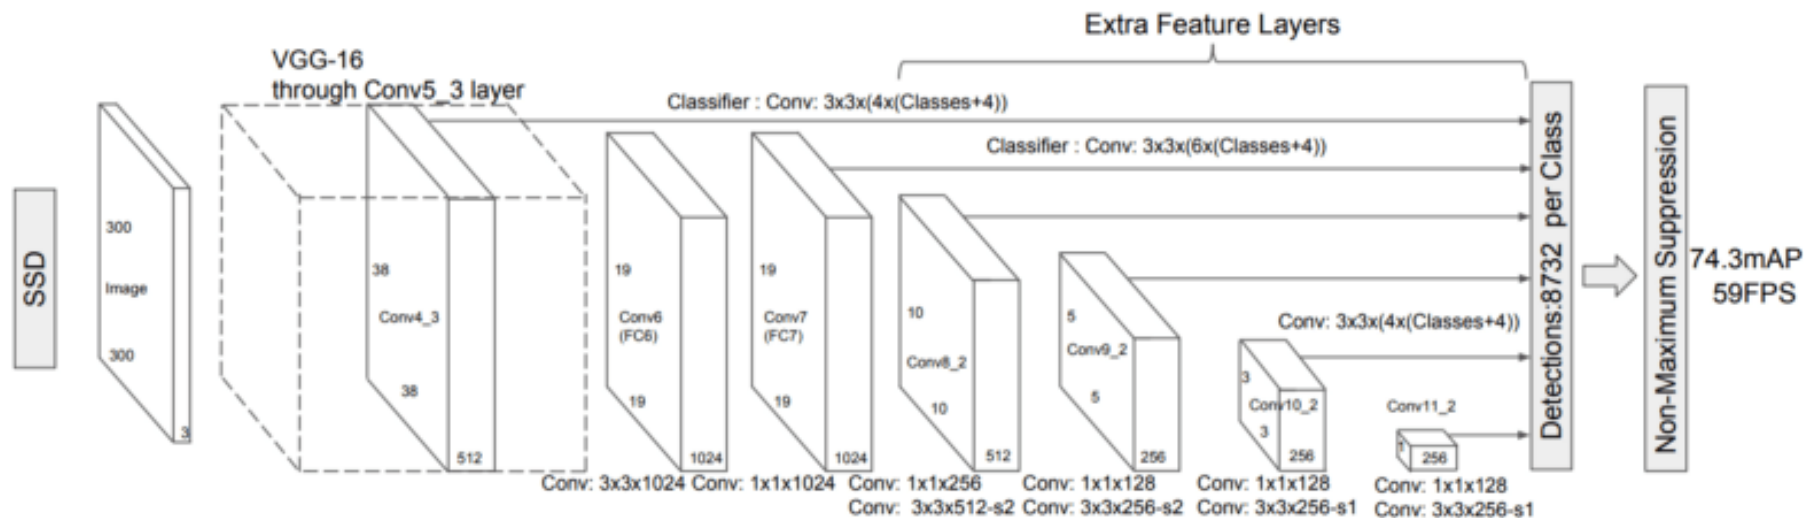 Extra Feature Layers
VGG-16
through Conv5_3 layer
Classifier : Conv: 3x3x(4x(Classes+4))
Classifier : Conv: 3x3x(6x(Classes+4))
SSD
300
Image
300
3
38
Conv4_3
38
512
19
Conv6
(FC6)
19
1024
19
Conv7
(FC7)
19
1024
10
Conv8_2
10
512
5
Conv9_2
5
256
Conv: 3x3x(4x(Classes+4))
3
Conv10_2
3
256
Conv11_2
1
256
Detections:8732 per Class
Non-Maximum Suppression
74.3mAP
59FPS
Conv: 3x3x1024
Conv: 1x1x1024
Conv: 1x1x256
Conv: 3x3x512-s2
Conv: 1x1x128
Conv: 3x3x256-s2
Conv: 1x1x128
Conv: 3x3x256-s1
Conv: 1x1x128
Conv: 3x3x256-s1